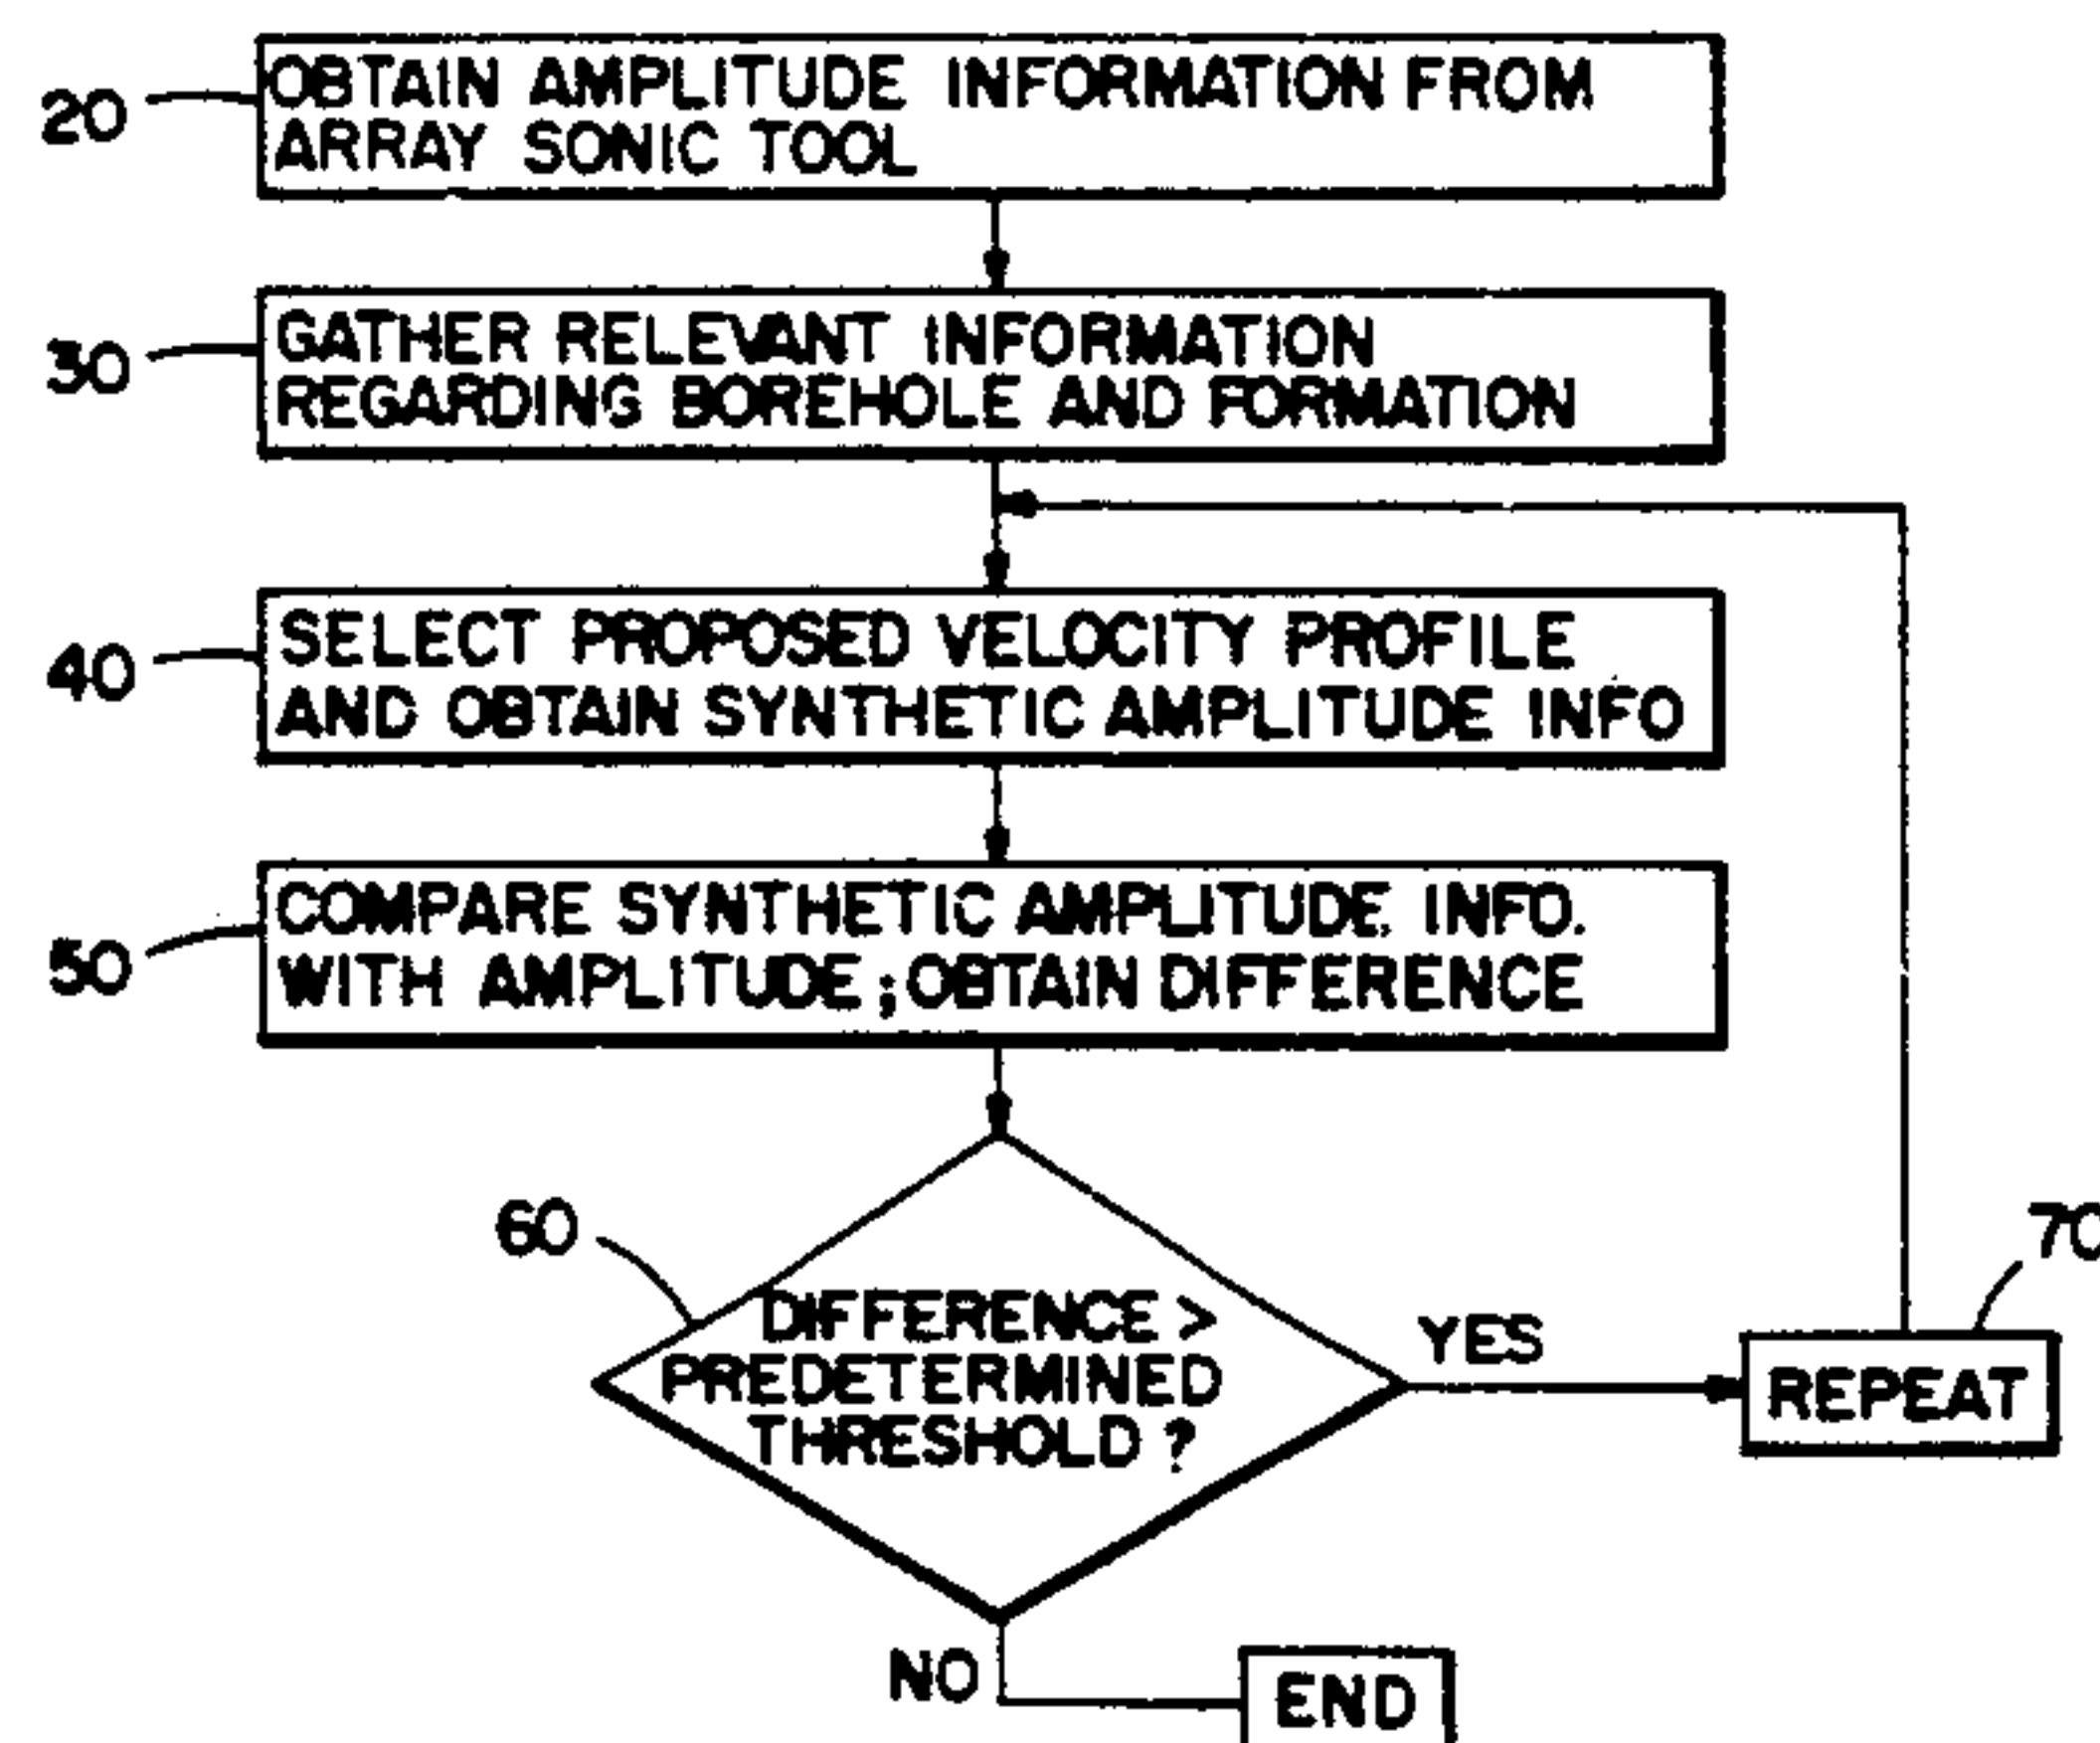 20
OBTAIN AMPLITUDE INFORMATION FROM
ARRAY SONIC TOOL
30
GATHER RELEVANT INFORMATION
REGARDING BOREHOLE AND FORMATION
40
SELECT PROPOSED VELOCITY PROFILE
AND OBTAIN SYNTHETIC AMPLITUDE INFO
50
COMPARE SYNTHETIC AMPLITUDE. INFO.
WITH AMPLITUDE; OBTAIN DIFFERENCE
60
DIFFERENCE >
PREDETERMINED
THRESHOLD ?
YES
70
REPEAT
NO
END